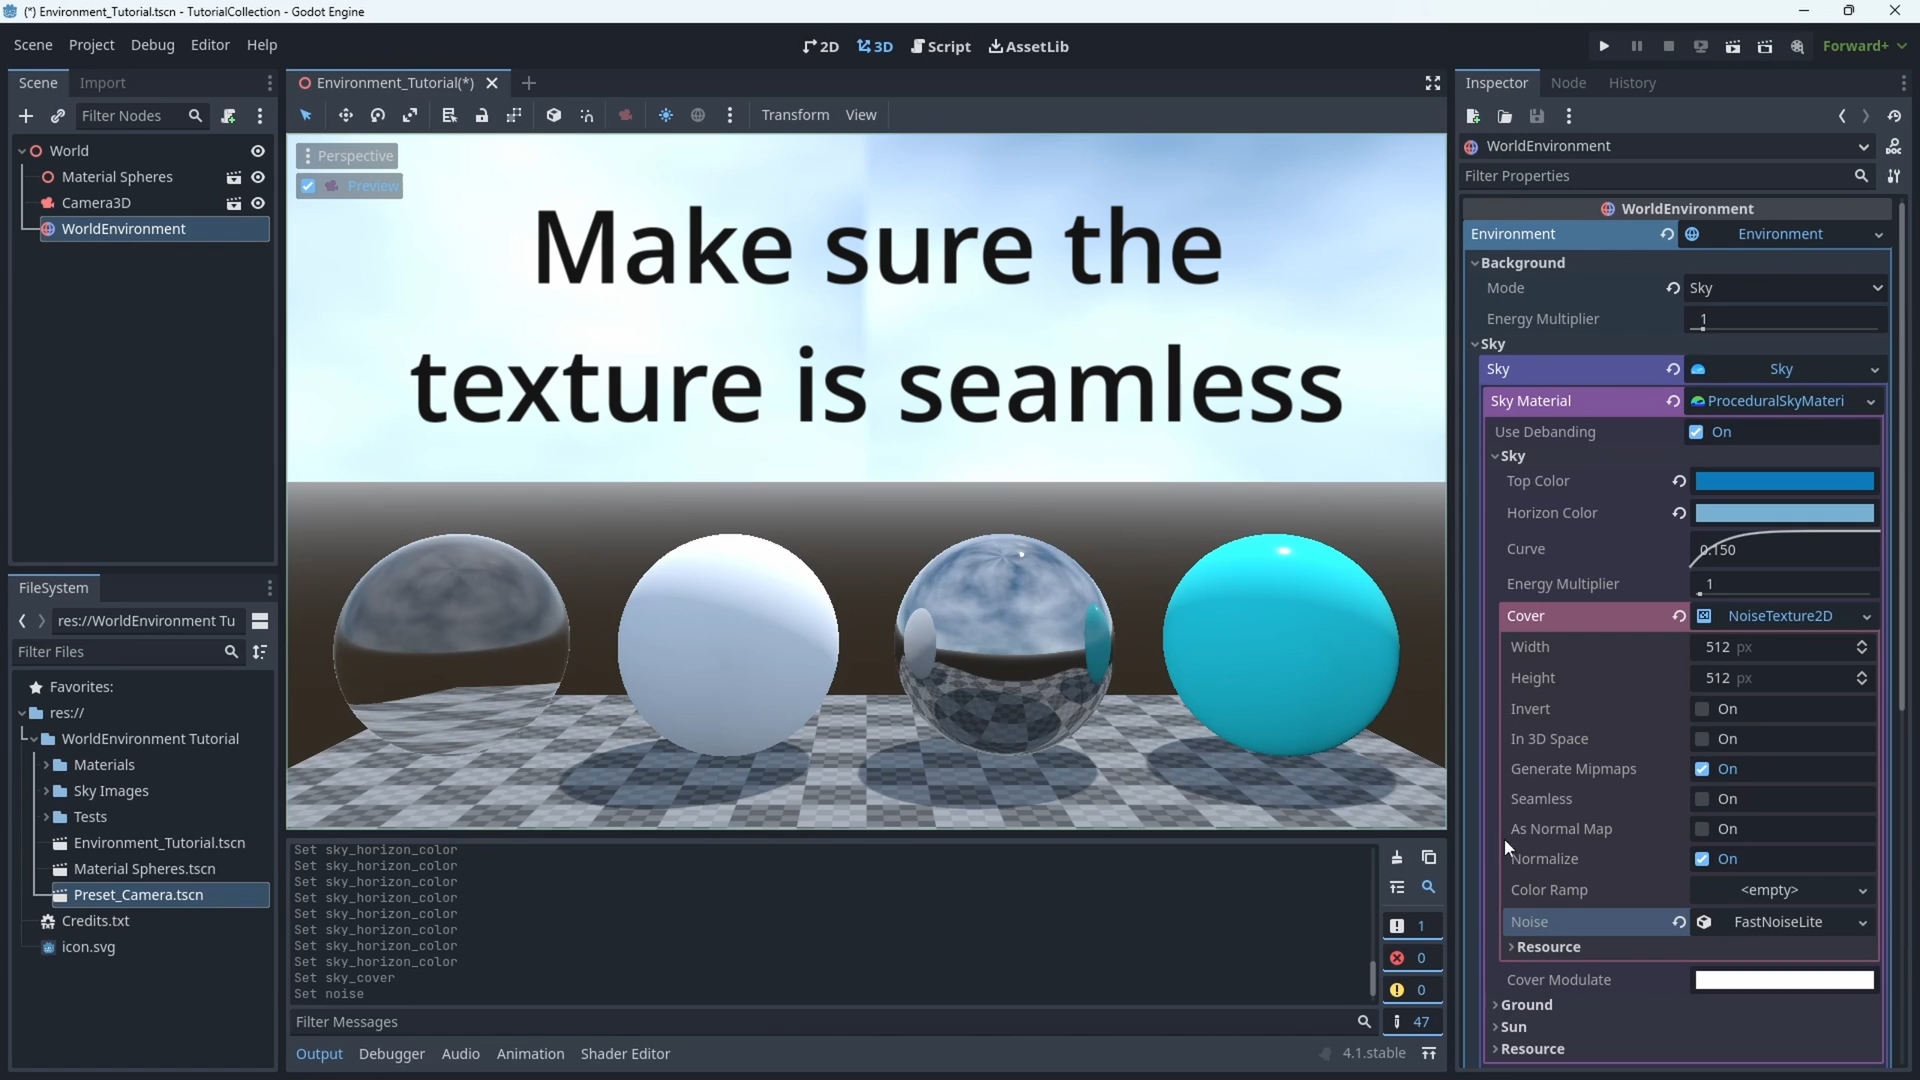 (*) Environment_Tutorial.tscn - TutorialCollection - Godot Engine
Scene Project Debug Editor Help
2D 3D Script AssetLib
Forward+
Scene Import
Filter Nodes
World
Material Spheres
Camera3D
WorldEnvironment
FileSystem
res://WorldEnvironment Tu
Filter Files
Favorites:
res://
WorldEnvironment Tutorial
Materials
Sky Images
Tests
Environment_Tutorial.tscn
Material Spheres.tscn
Preset_Camera.tscn
Credits.txt
icon.svg
Environment_Tutorial(*)
Transform View
Perspective
Preview
Make sure the
texture is seamless
Set sky_horizon_color
Set sky_horizon_color
Set sky_horizon_color
Set sky_horizon_color
Set sky_horizon_color
Set sky_horizon_color
Set sky_horizon_color
Set sky_horizon_color
Set sky_cover
Set noise
1
0
0
47
Filter Messages
Output Debugger Audio Animation Shader Editor
4.1.stable
Inspector Node History
WorldEnvironment
DOC
Filter Properties
WorldEnvironment
Environment Environment
Background
Mode Sky
Energy Multiplier 1
Sky
Sky Sky
Sky Material ProceduralSkyMateri
Use Debanding On
Sky
Top Color
Horizon Color
Curve 0.150
Energy Multiplier 1
Cover NoiseTexture2D
Width 512 px
Height 512 px
Invert On
In 3D Space On
Generate Mipmaps On
Seamless On
As Normal Map On
Normalize On
Color Ramp <empty>
Noise FastNoiseLite
Resource
Cover Modulate
Ground
Sun
Resource